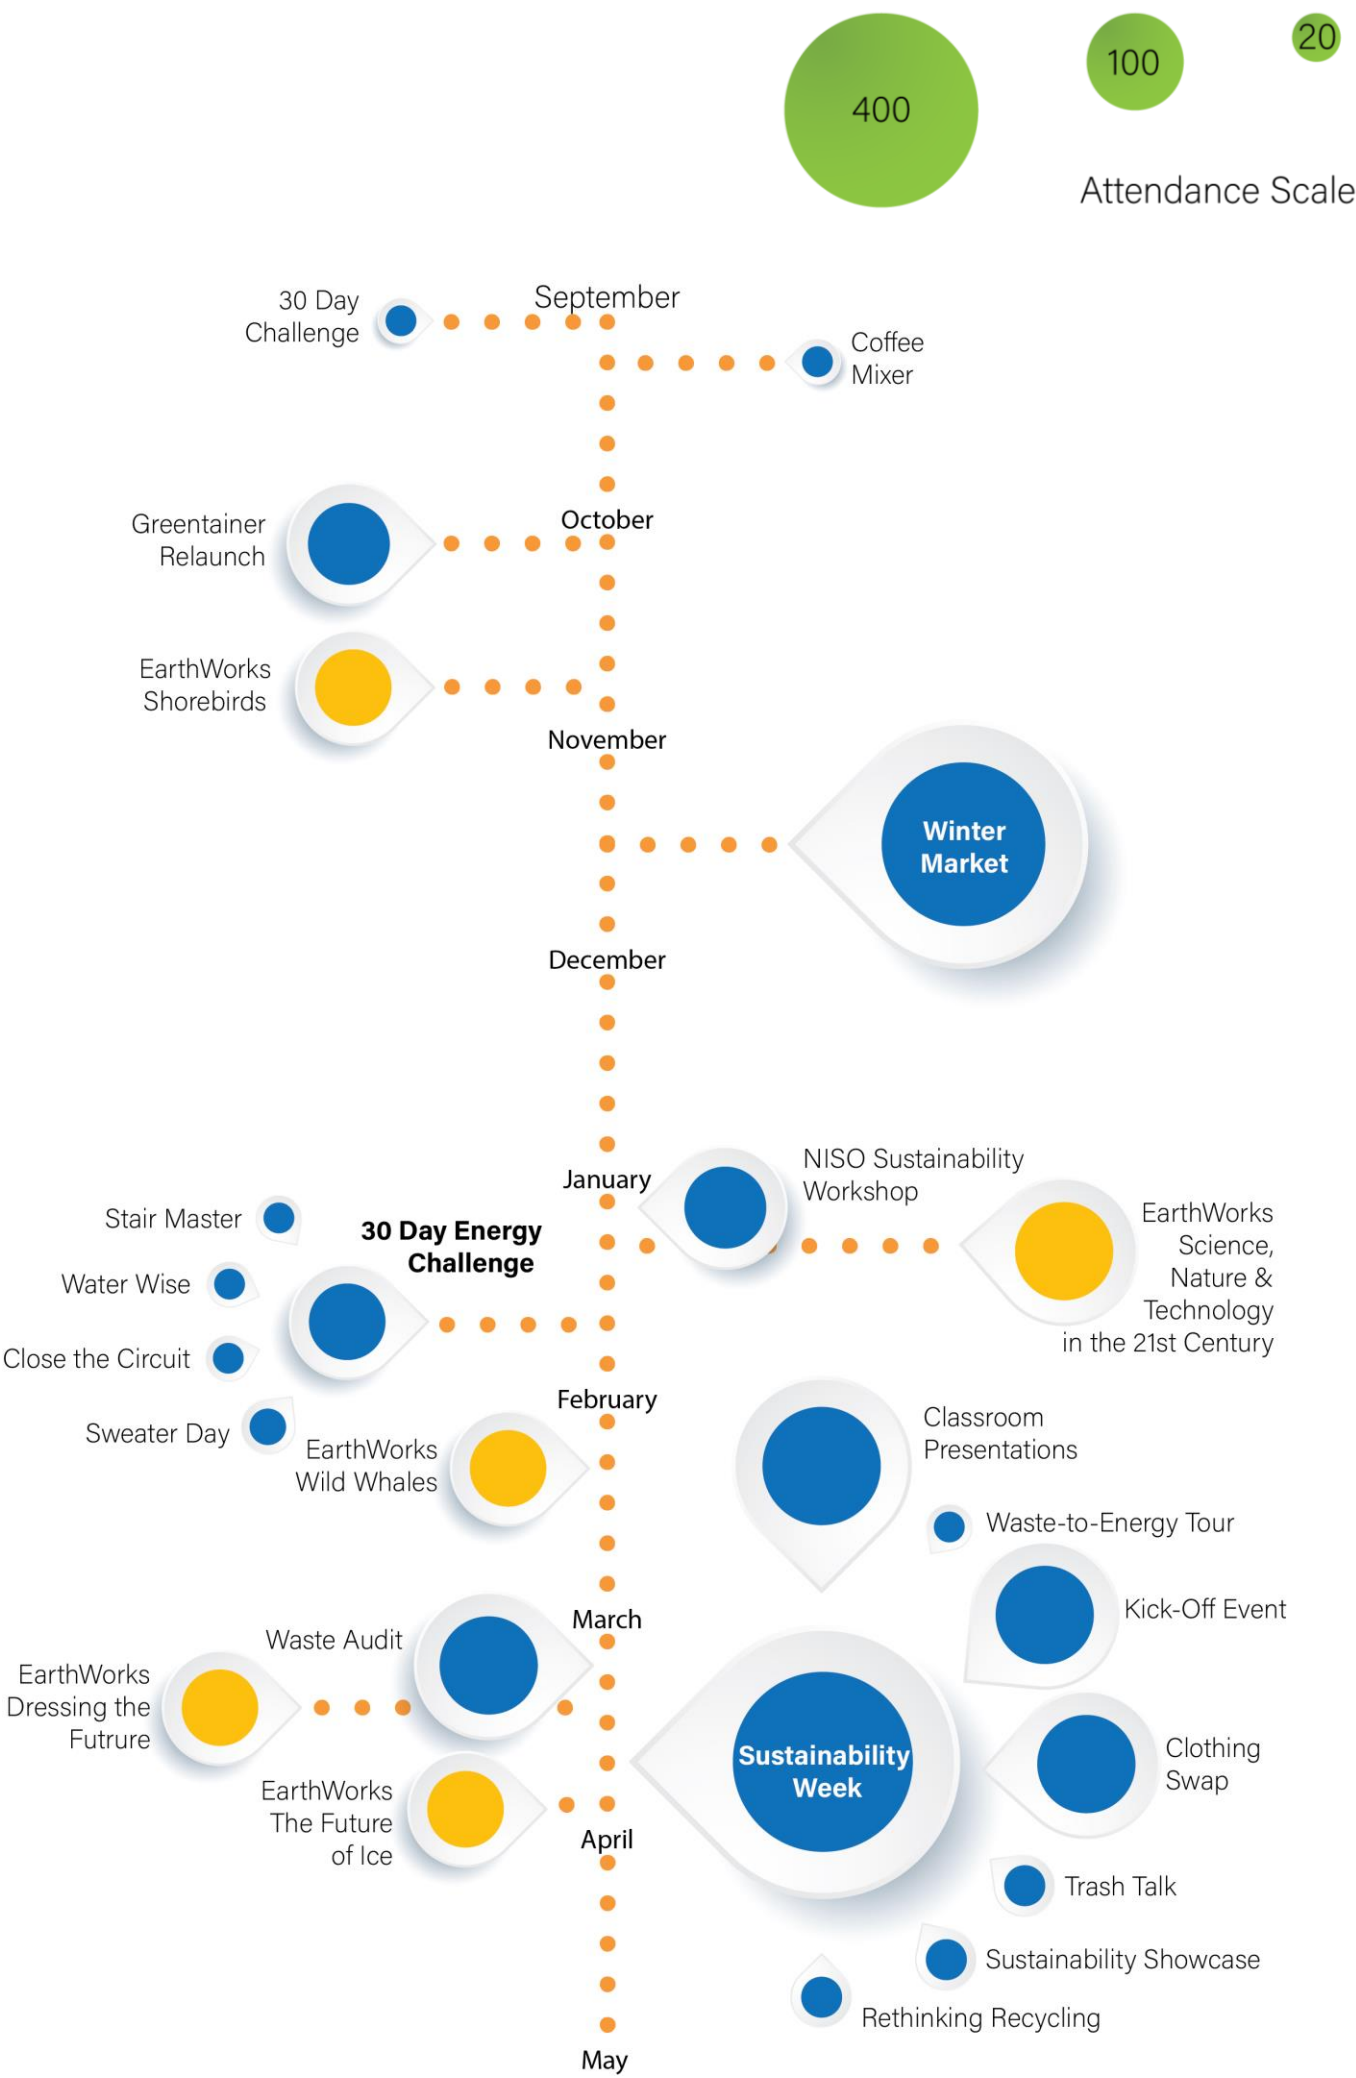 400
100
20
Attendance Scale
September
30 Day
Challenge
Coffee
Mixer
October
Greentainer
Relaunch
EarthWorks
Shorebirds
November
Winter
Market
December
January
NISO Sustainability
Workshop
EarthWorks
Science,
Nature &
Technology
in the 21st Century
30 Day Energy
Challenge
Stair Master
Water Wise
Close the Circuit
Sweater Day
February
EarthWorks
Wild Whales
Classroom
Presentations
Waste-to-Energy Tour
Kick-Off Event
March
Waste Audit
EarthWorks
Dressing the
Futrure
Sustainability
Week
Clothing
Swap
EarthWorks
The Future
of Ice
April
Trash Talk
Sustainability Showcase
Rethinking Recycling
May